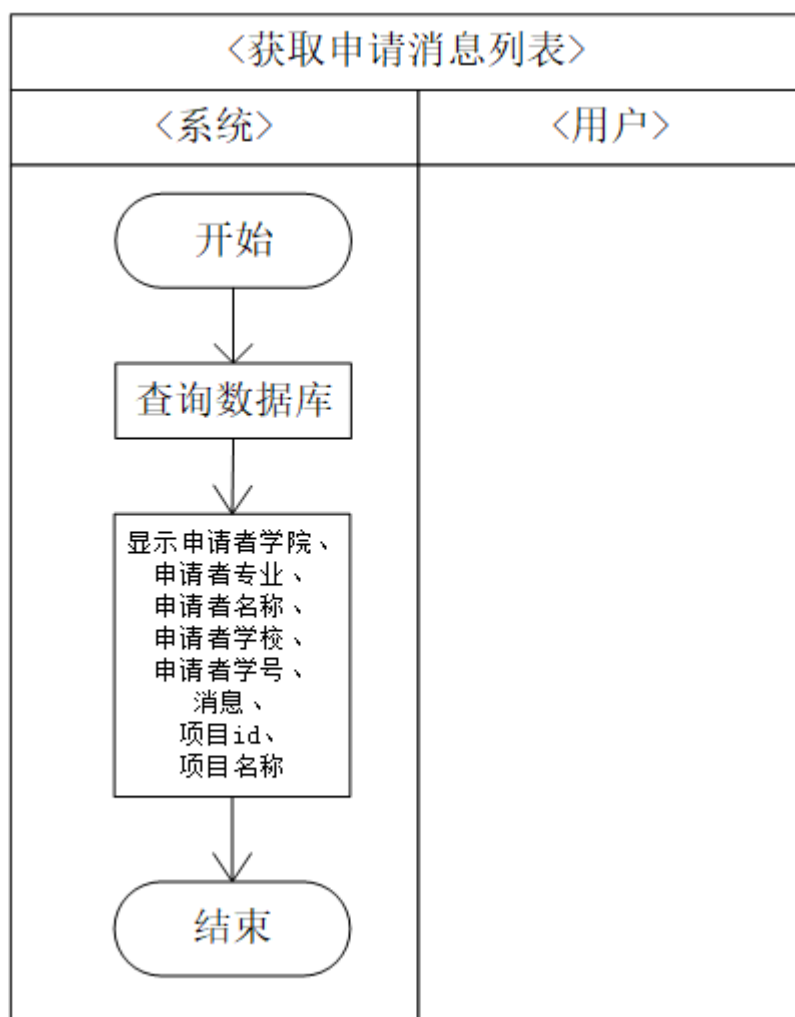 <获取申请消息列表>
<系统>
<用户>
开始
查询数据库
显示申请者学院、
申请者专业、
申请者名称、
申请者学校、
申请者学号、
消息、
项目id、
项目名称
结束